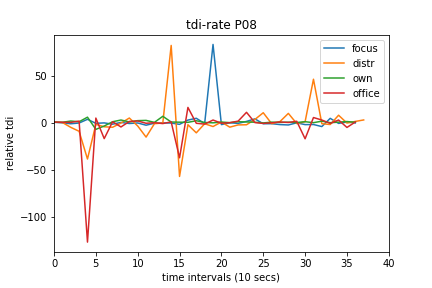 tdi-rate P08
focus
distr
own
office
relative tdi
50
0
−50
−100
0 5 10 15 20 25 30 35 40
time intervals (10 secs)